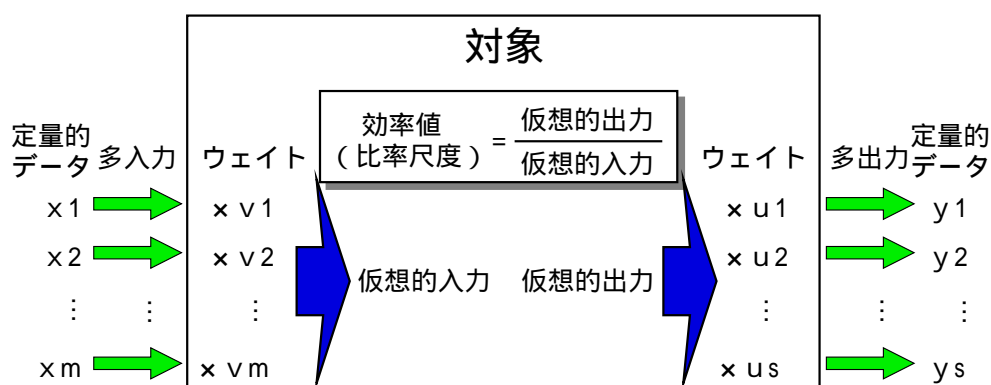 対象
効率値
(比率尺度)
=
仮想的出力
仮想的入力
定量的
データ
多入力
ウェイト
ウェイト
多出力
定量的
データ
x1
×v1
×u1
y1
x2
×v2
仮想的入力
仮想的出力
×u2
y2
⋮
⋮
⋮
⋮
⋮
⋮
xm
×vm
×us
ys